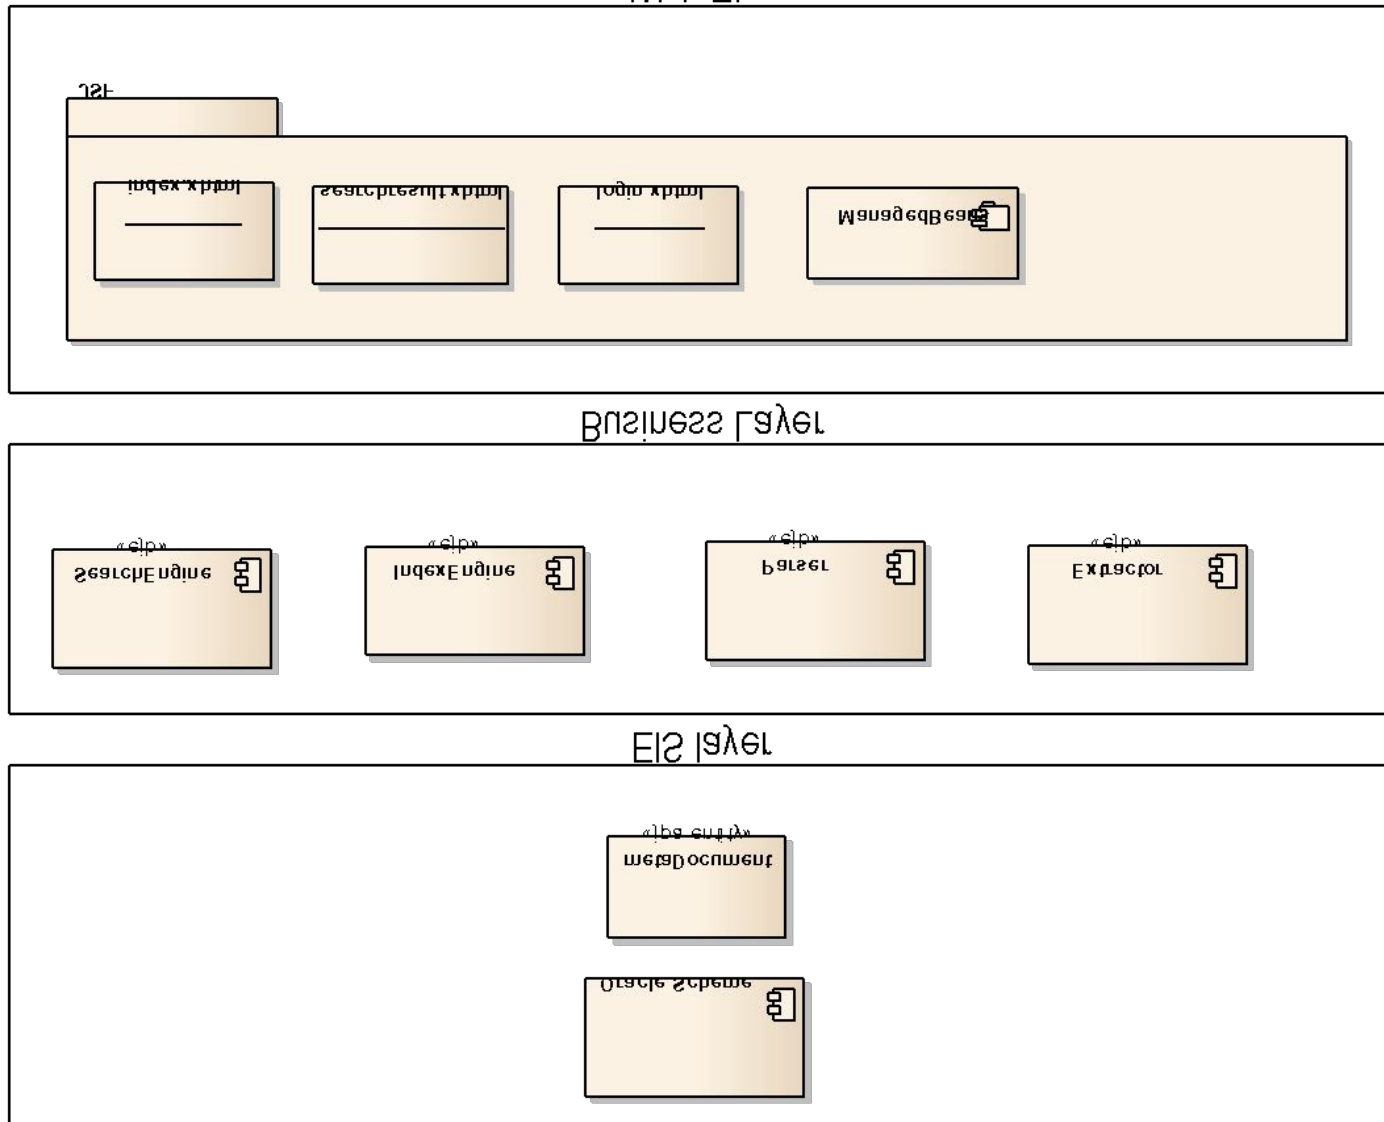 JSF
index.xhtml
searchresult.xhtml
login.xhtml
ManagedBeans
Business Layer
«ejb»
SearchEngine
«ejb»
IndexEngine
«ejb»
Parser
«ejb»
Extractor
EIS layer
«jpa entity»
metaDocument
Oracle Scheme